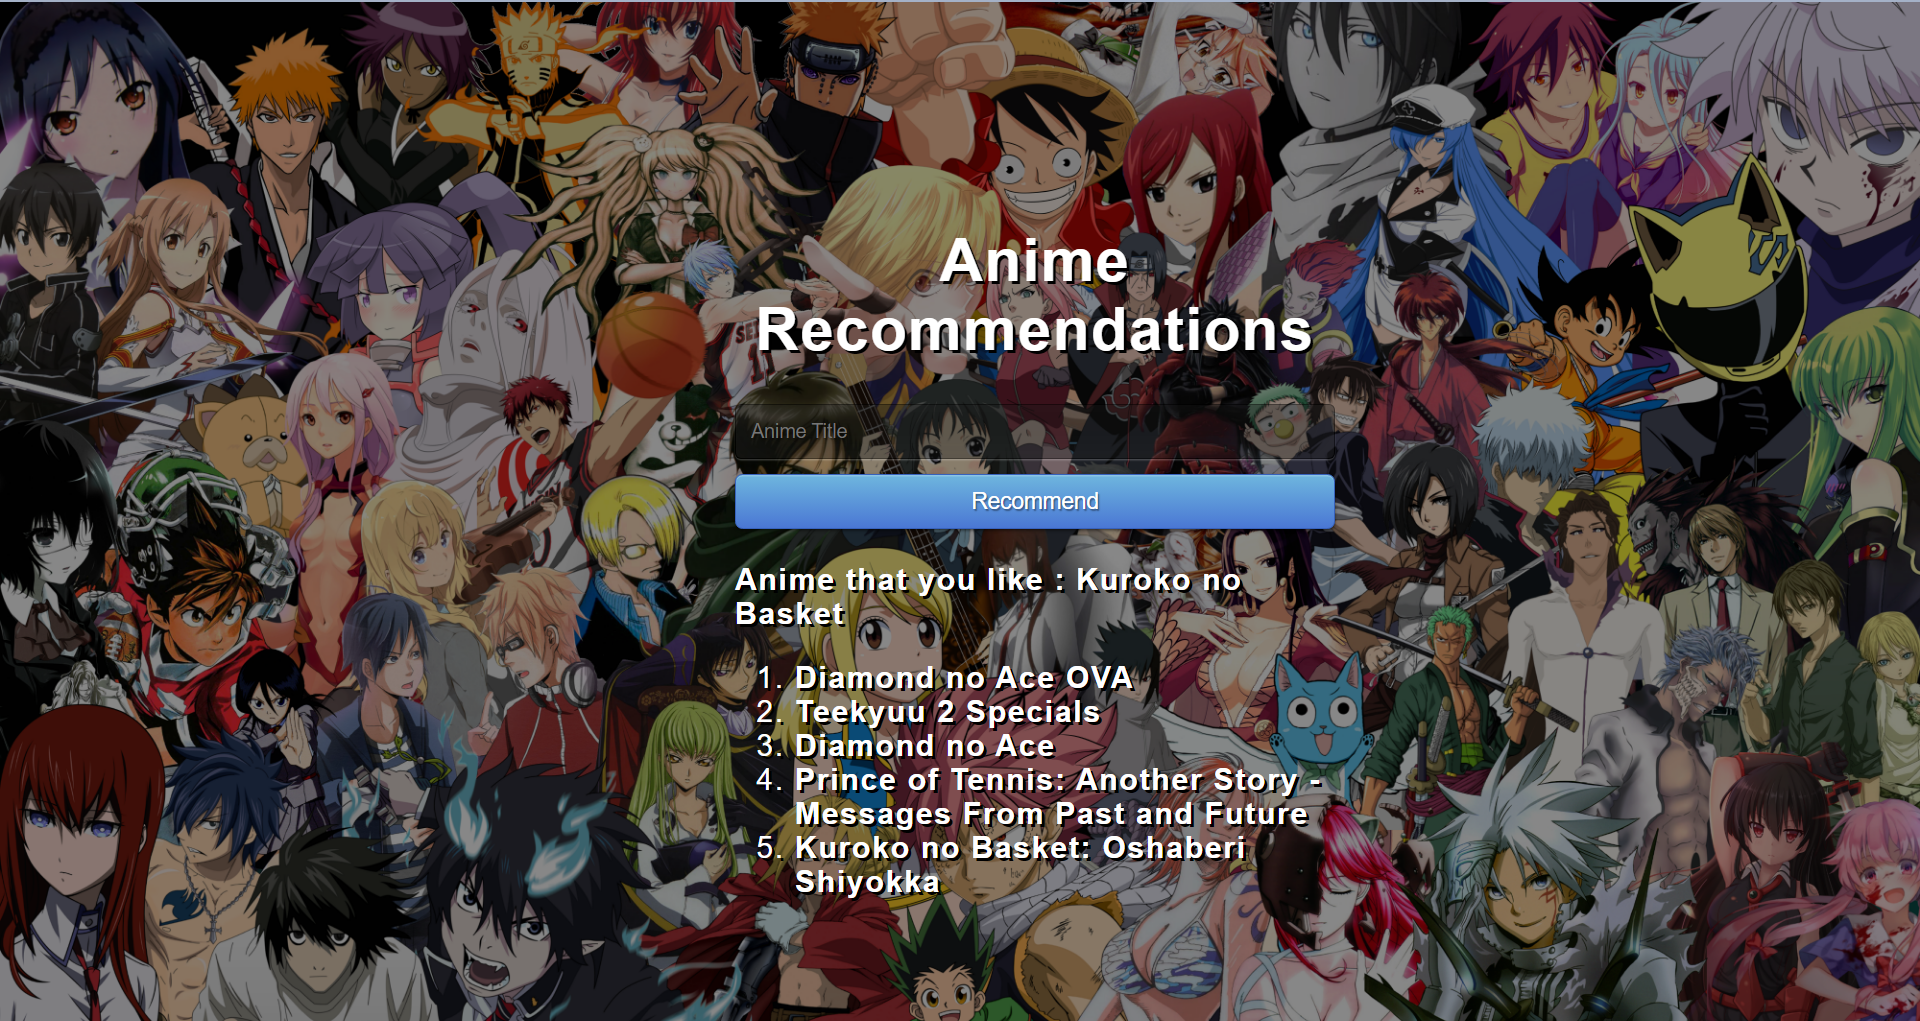 Anime
Recommendations
Anime Title
Recommend
Anime that you like : Kuroko no
Basket
1. Diamond no Ace OVA
2. Teekyuu 2 Specials
3. Diamond no Ace
4. Prince of Tennis: Another Story -
Messages From Past and Future
5. Kuroko no Basket: Oshaberi
Shiyokka